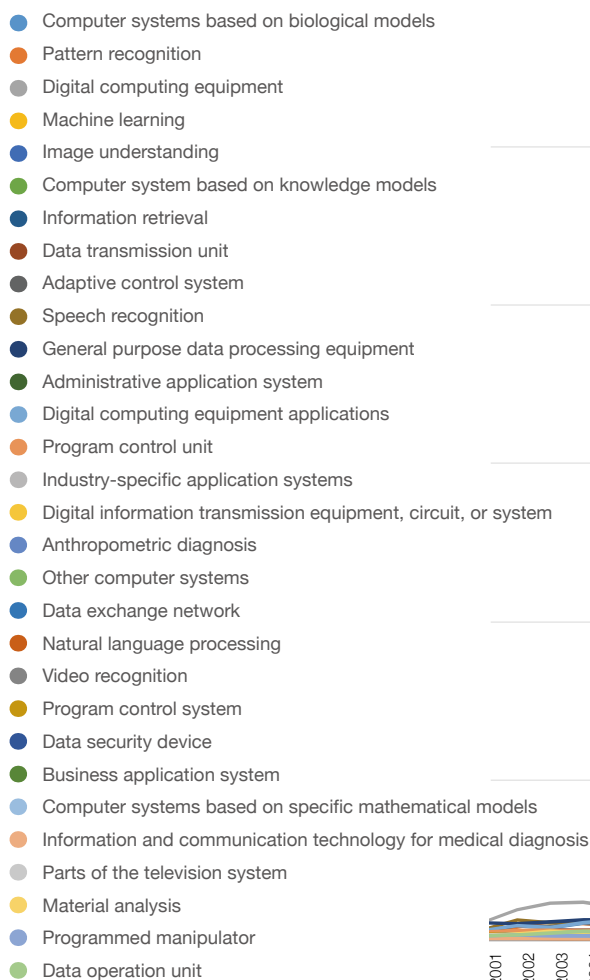 Computer systems based on biological models
Pattern recognition
Digital computing equipment
Machine learning
Image understanding
Computer system based on knowledge models
Information retrieval
Data transmission unit
Adaptive control system
Speech recognition
General purpose data processing equipment
Administrative application system
Digital computing equipment applications
Program control unit
Industry-specific application systems
Digital information transmission equipment, circuit, or system
Anthropometric diagnosis
Other computer systems
Data exchange network
Natural language processing
Video recognition
Program control system
Data security device
Business application system
Computer systems based on specific mathematical models
Information and communication technology for medical diagnosis
Parts of the television system
Material analysis
Programmed manipulator
Data operation unit
2002
2003